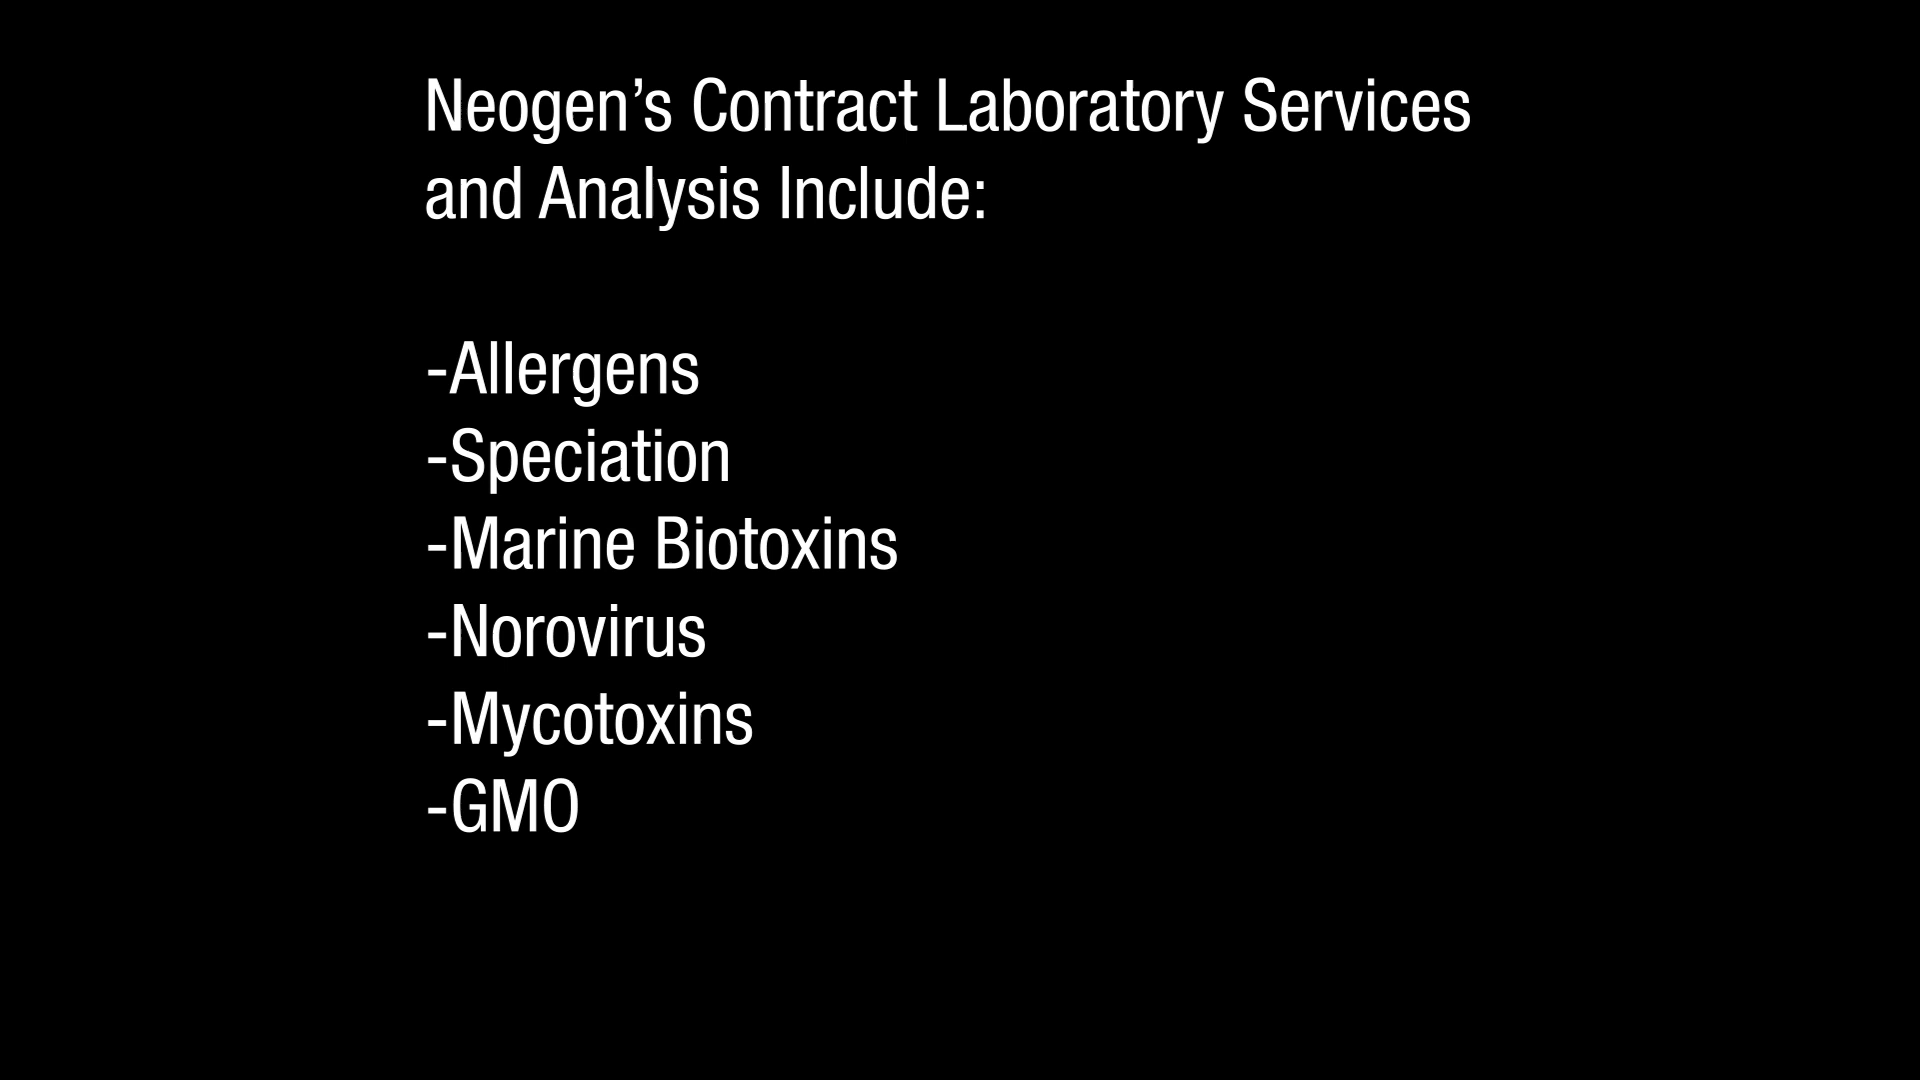 Neogen’s Contract Laboratory Services
and Analysis Include:
-Allergens
-Speciation
-Marine Biotoxins
-Norovirus
-Mycotoxins
-GMO